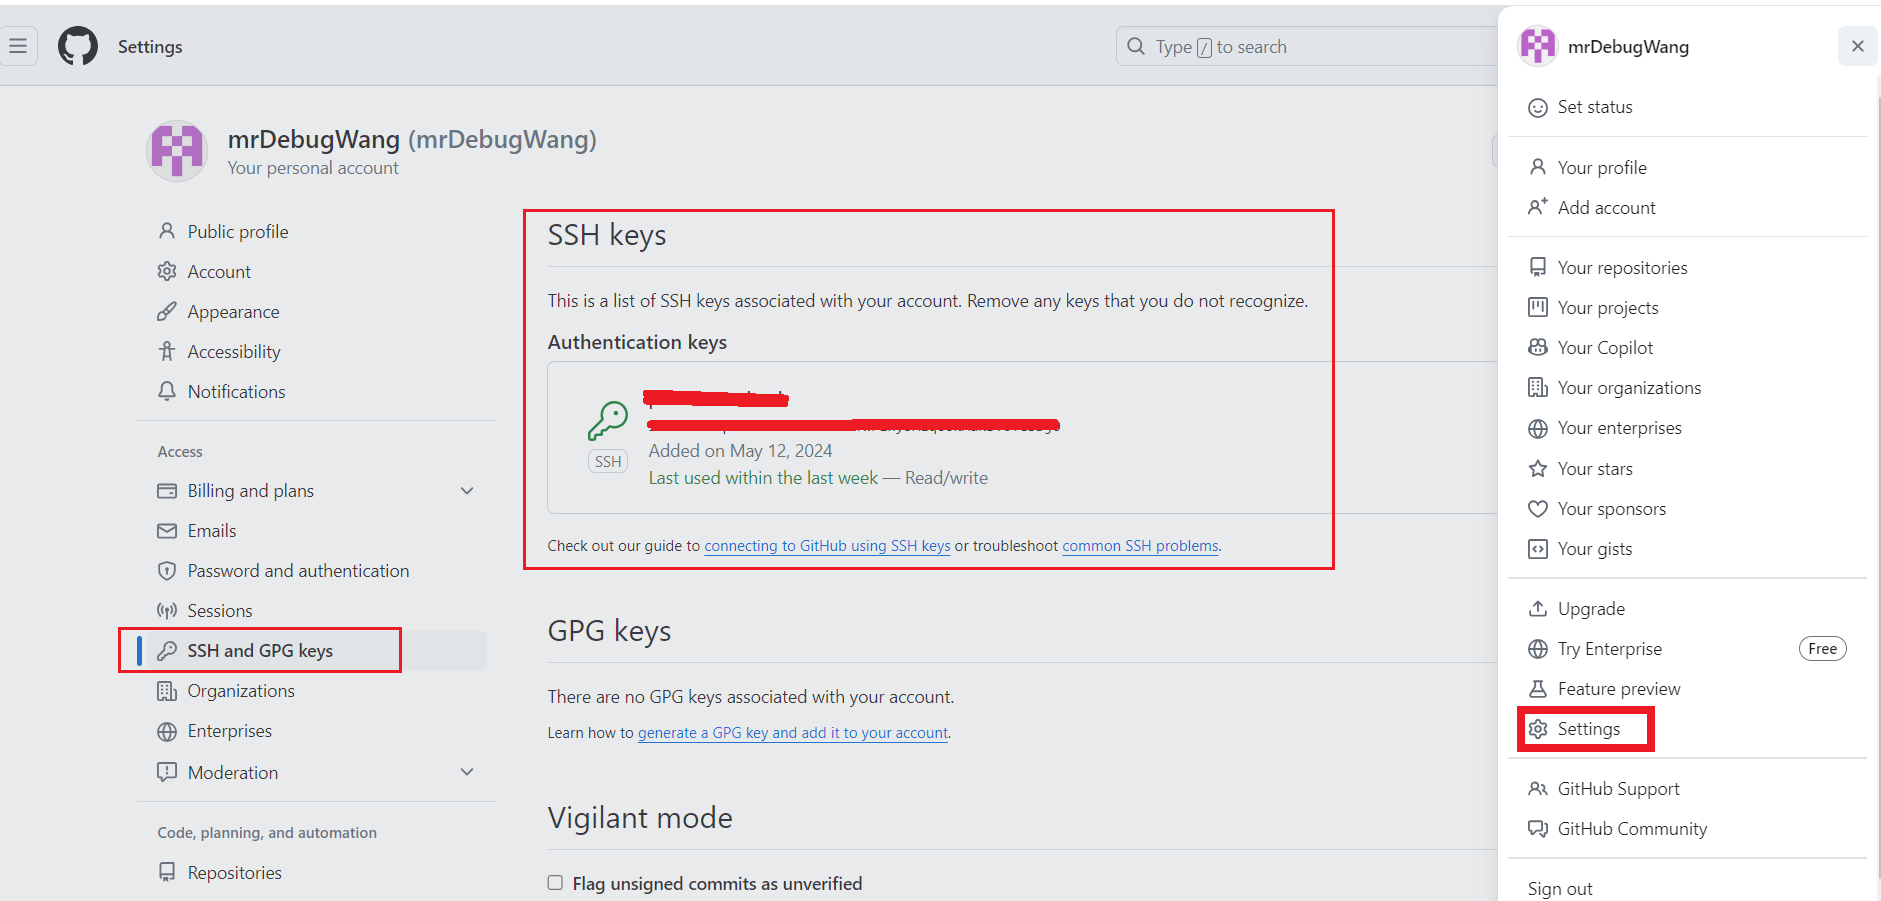 Settings
Type / to search
mrDebugWang (mrDebugWang)
Your personal account
Public profile
Account
Appearance
Accessibility
Notifications
Access
Billing and plans
Emails
Password and authentication
Sessions
SSH and GPG keys
Organizations
Enterprises
Moderation
Code, planning, and automation
Repositories
SSH keys
This is a list of SSH keys associated with your account. Remove any keys that you do not recognize.
Authentication keys
SSH
Added on May 12, 2024
Last used within the last week — Read/write
Check out our guide to connecting to GitHub using SSH keys or troubleshoot common SSH problems.
GPG keys
There are no GPG keys associated with your account.
Learn how to generate a GPG key and add it to your account.
Vigilant mode
Flag unsigned commits as unverified
mrDebugWang
Set status
Your profile
Add account
Your repositories
Your projects
Your Copilot
Your organizations
Your enterprises
Your stars
Your sponsors
Your gists
Upgrade
Try Enterprise Free
Feature preview
Settings
GitHub Support
GitHub Community
Sign out